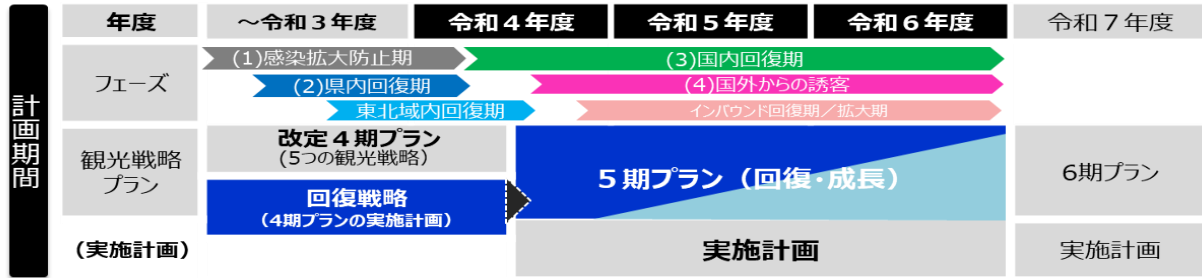 計画期間
年度
～令和３年度
令和４年度
令和５年度
令和６年度
令和７年度
フェーズ
(1)感染拡大防止期
(3)国内回復期
(2)県内回復期
(4)国外からの誘客
東北域内回復期
インバウンド回復期／拡大期
観光戦略
プラン
改定４期プラン
(５つの観光戦略)
回復戦略
(４期プランの実施計画)
５期プラン（回復・成長）
6期プラン
(実施計画)
実施計画
実施計画